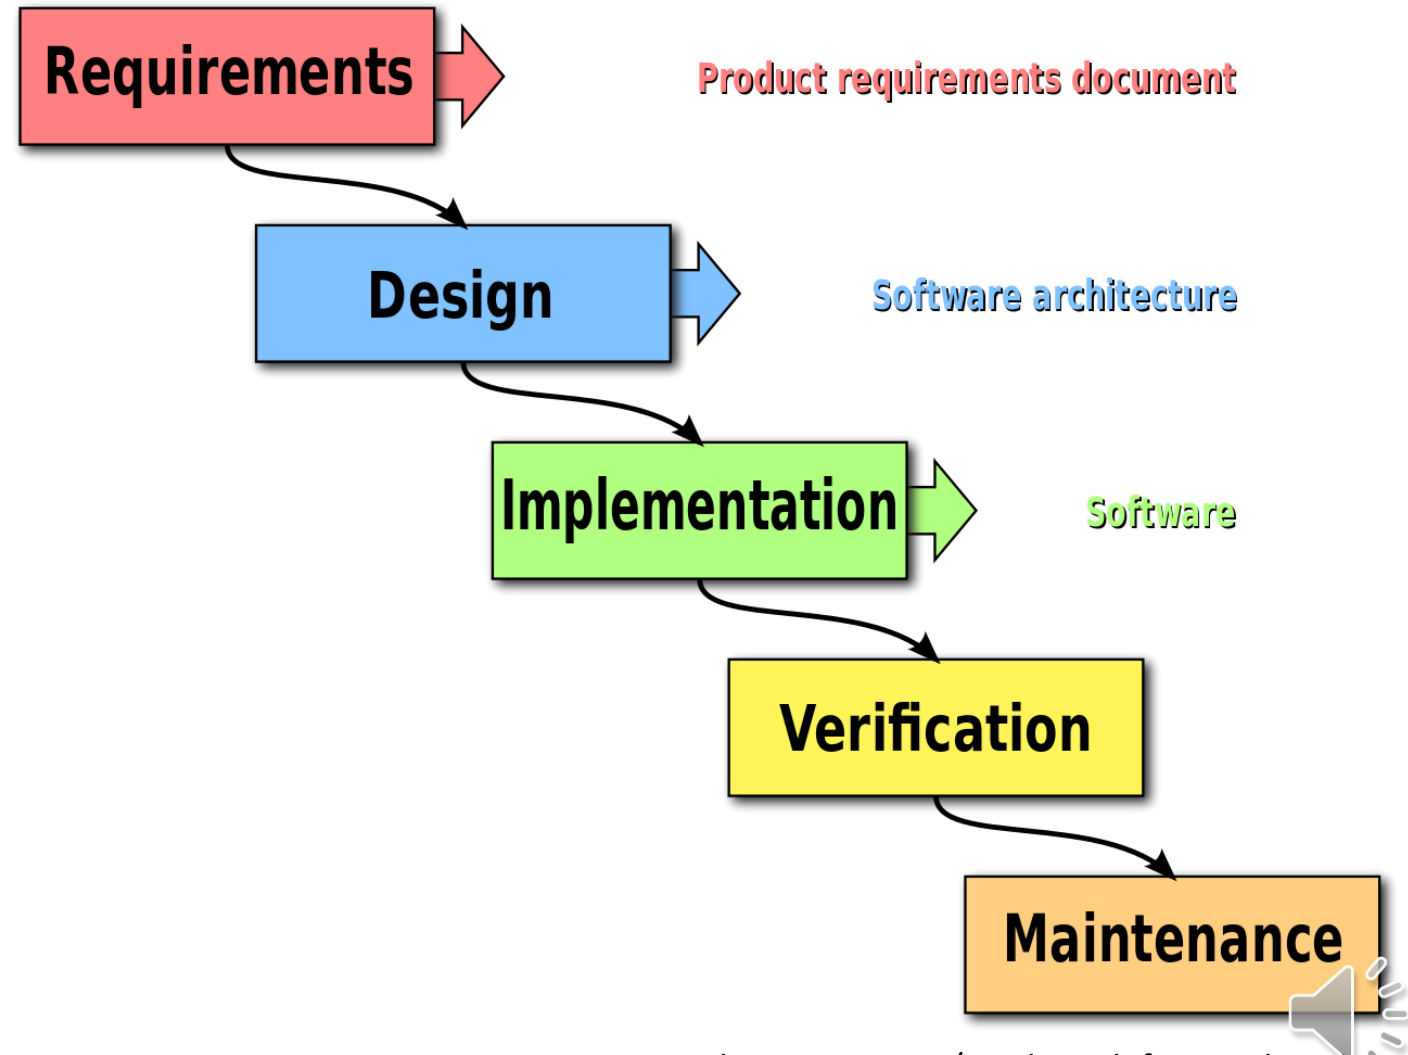 Requirements
Product requirements document
Design
Software architecture
Implementation
Software
Verification
Maintenance